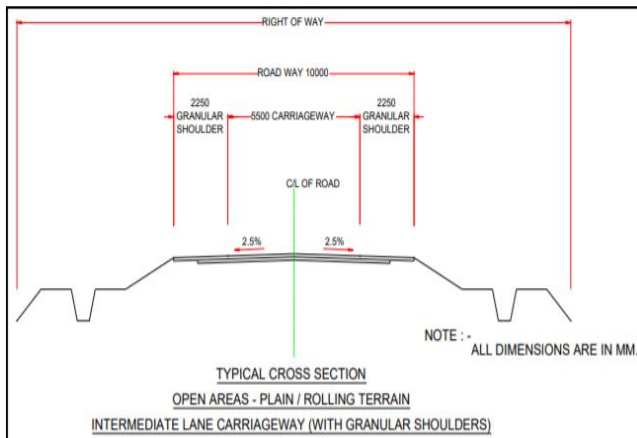 RIGHT OF WAY
ROAD WAY 10000
2250
GRANULAR
SHOULDER
5500 CARRIAGEWAY
2250
GRANULAR
SHOULDER
C/L OF ROAD
2.5%
2.5%
NOTE : -
ALL DIMENSIONS ARE IN MM.
TYPICAL CROSS SECTION
OPEN AREAS - PLAIN / ROLLING TERRAIN
INTERMEDIATE LANE CARRIAGEWAY (WITH GRANULAR SHOULDERS)